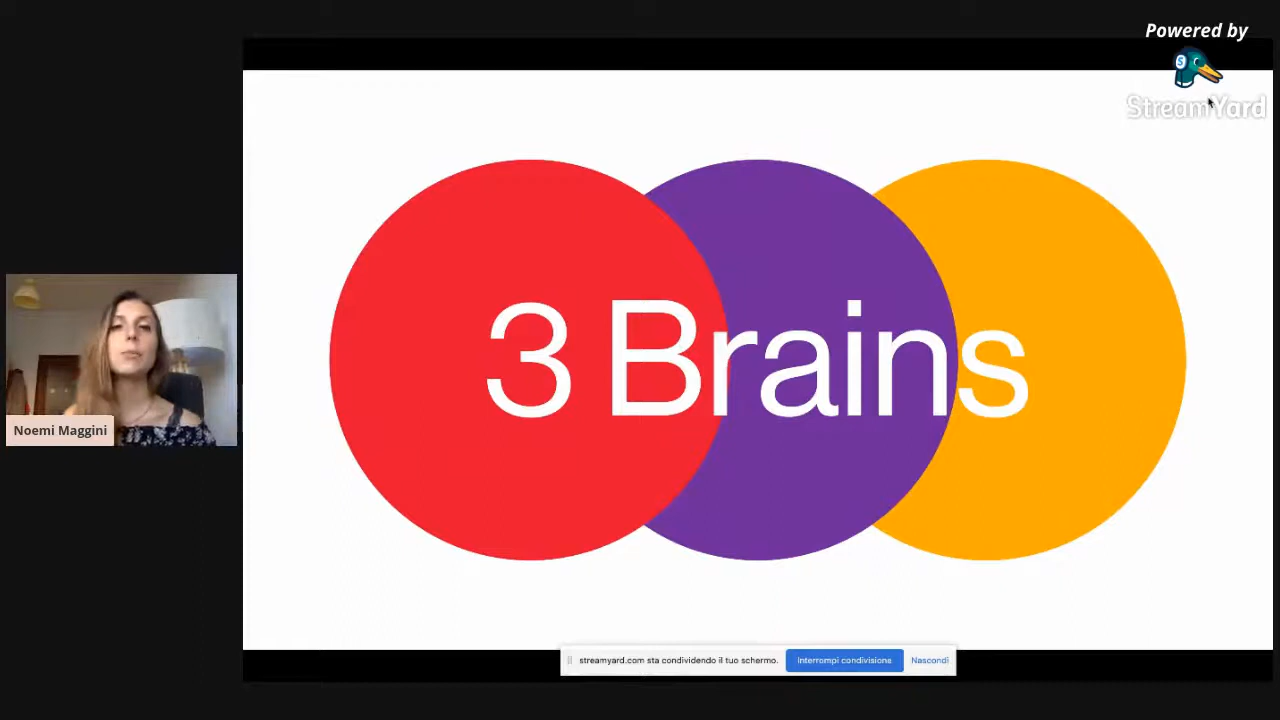 Powered by
StreamYard
3 Brains
Noemi Maggini
streamyard.com sta condividendo il tuo schermo.
Interrompi condivisione
Nascondi